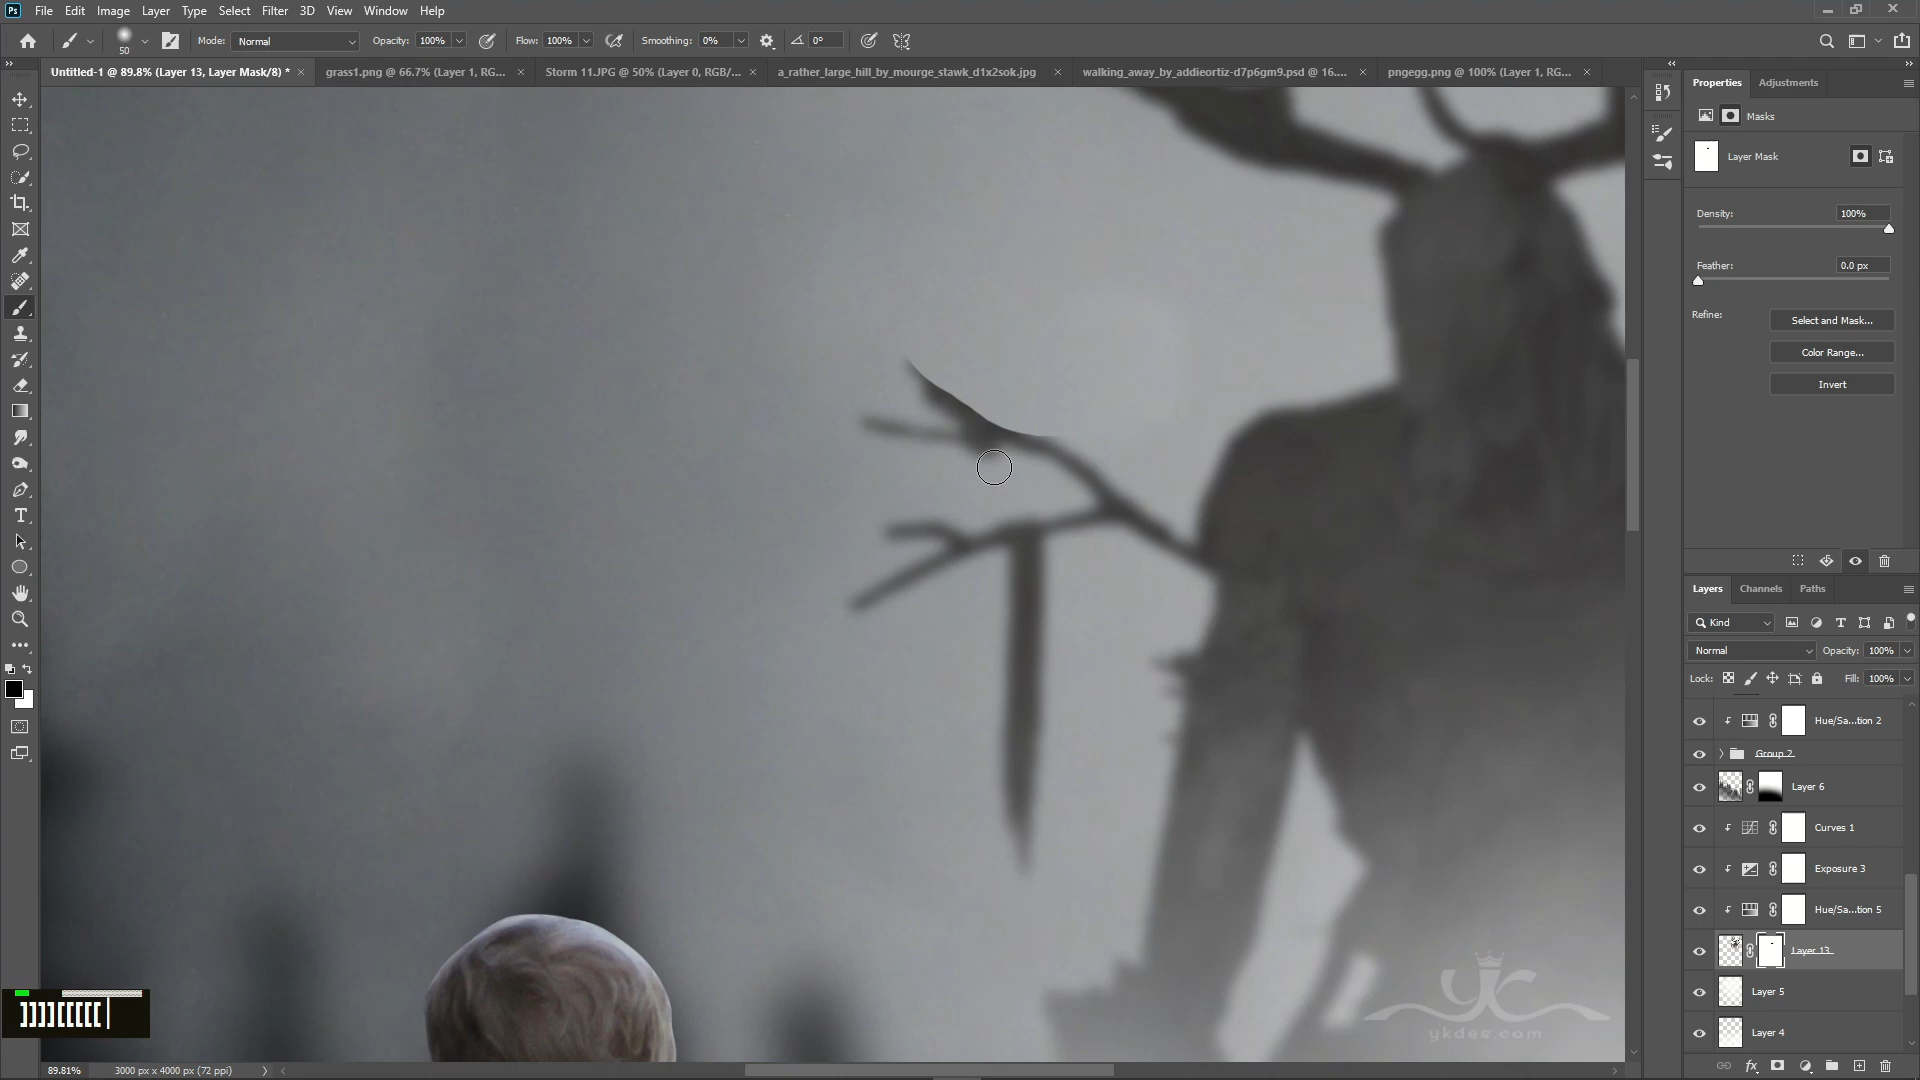 Ps File Edit Image Layer Type Select Filter 3D View Window Help
50 Mode: Normal Opacity: 100% Flow: 100% Smoothing: 0% 0°
Untitled-1 @ 89.8% (Layer 13, Layer Mask/8) * × grass1.png @ 66.7% (Layer 1, RG... × Storm 11.JPG @ 50% (Layer 0, RGB/... × a_rather_large_hill_by_mourge_stawk_d1x2sok.jpg × walking_away_by_addieortiz-d7p6gm9.psd @ 16.... × pngegg.png @ 100% (Layer 1, RG... ×
Properties Adjustments
Masks
Layer Mask
Density: 100%
Feather: 0.0 px
Refine:
Select and Mask...
Color Range...
Invert
Layers Channels Paths
Kind
Normal Opacity: 100%
Lock: Fill: 100%
Hue/Sa...tion 2
Group 2
Layer 6
Curves 1
Exposure 3
Hue/Sa...tion 5
Layer 13
Layer 5
Layer 4
fx
]]]][[[[[
yk
ykdes.com
89.81% 3000 px x 4000 px (72 ppi)